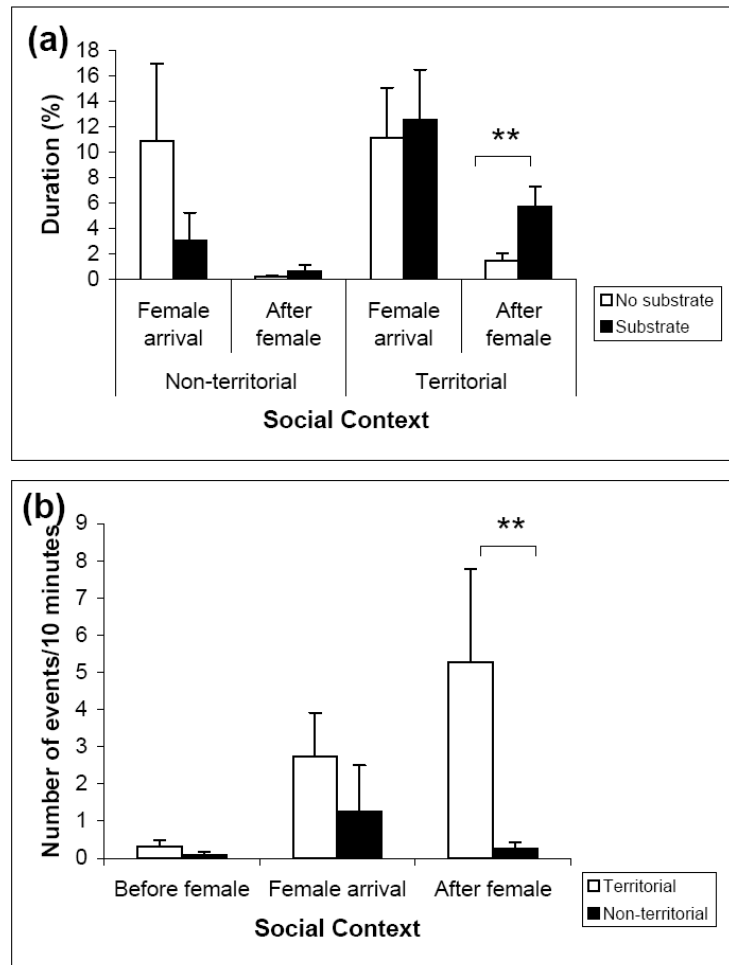 (a)
Duration (%)
18
16
14
12
10
8
6
4
2
0
**
Female arrival
After female
Female arrival
After female
Non-territorial
Territorial
Social Context
No substrate
Substrate
(b)
Number of events/10 minutes
9
8
7
6
5
4
3
2
1
0
**
Before female
Female arrival
After female
Social Context
Territorial
Non-territorial